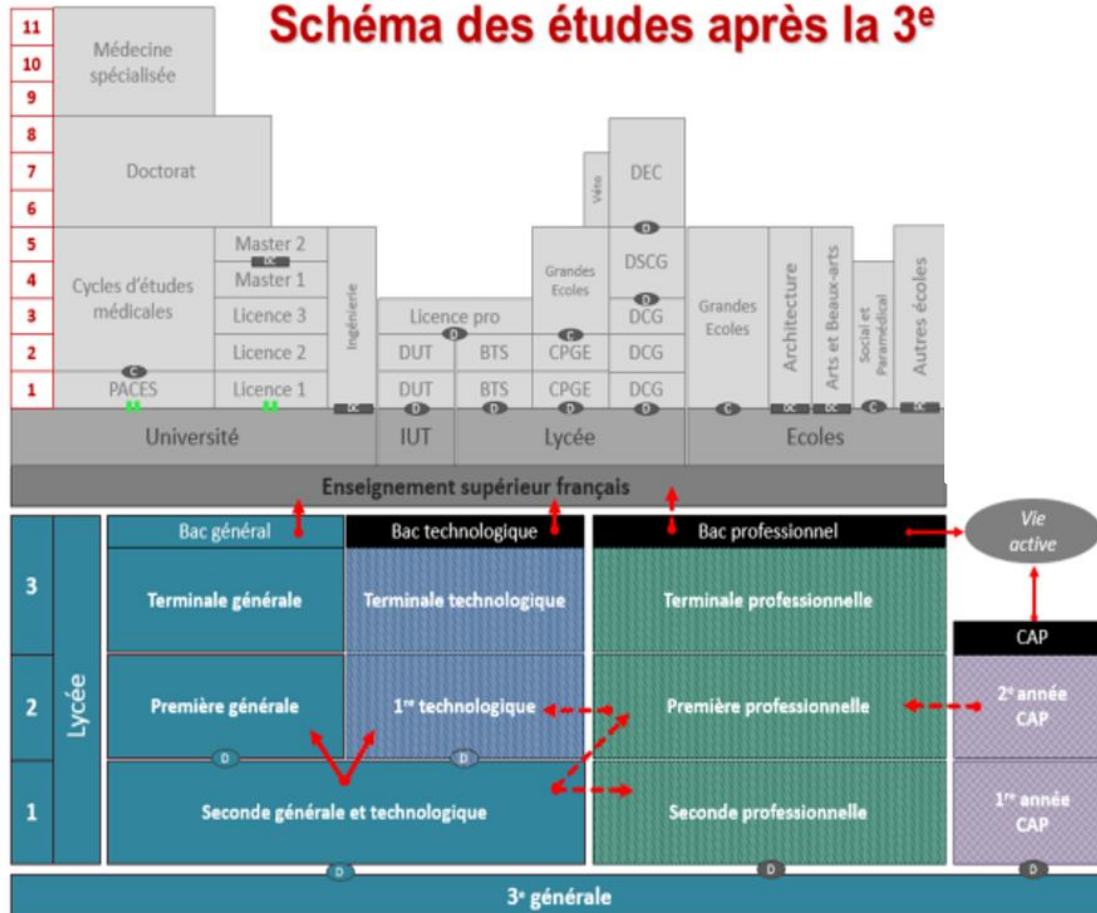 Schéma des études après la 3e
11
10
9
8
7
6
5
4
3
2
1
Médecine
spécialisée
Doctorat
Cycles d'études
médicales
C
PACES
Master 2
DC
Master 1
Licence 3
Licence 2
Licence 1
Ingénierie
DC
Licence pro
D
DUT
BTS
DUT
BTS
D
D
Grandes
Ecoles
C
CPGE
CPGE
D
Véto
DEC
D
DSCG
D
DCG
DCG
DCG
D
Grandes
Ecoles
C
Architecture
DC
Arts et Beaux-arts
DC
Social et
Paramédical
C
Autres écoles
DC
Université
IUT
Lycée
Ecoles
Enseignement supérieur français
3
2
1
Lycée
Bac général
Bac technologique
Bac professionnel
Vie
active
Terminale générale
Terminale technologique
Terminale professionnelle
CAP
Première générale
1re technologique
Première professionnelle
2e année
CAP
D
D
Seconde générale et technologique
Seconde professionnelle
1re année
CAP
D
D
D
3e générale